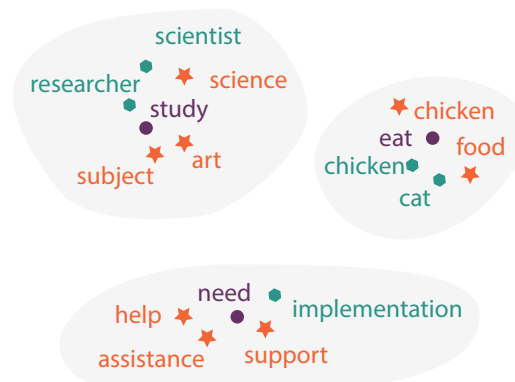 scientist
researcher
science
study
subject
art
chicken
eat
food
chicken
cat
need
help
implementation
assistance
support